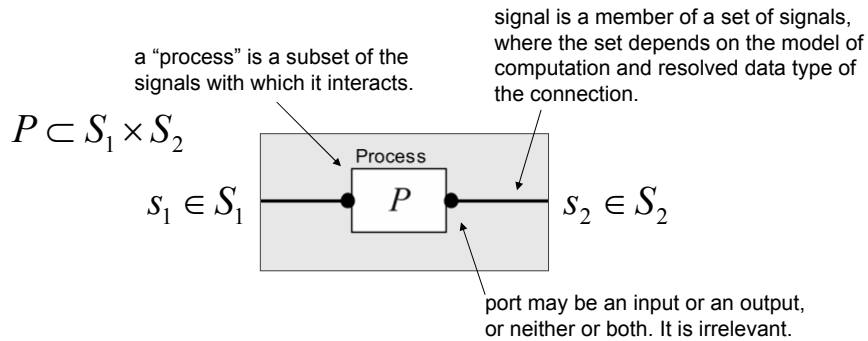 signal is a member of a set of signals,
where the set depends on the model of
computation and resolved data type of
the connection.
a “process” is a subset of the
signals with which it interacts.
P ⊂ S₁ × S₂
Process
s₁ ∈ S₁
P
s₂ ∈ S₂
port may be an input or an output,
or neither or both. It is irrelevant.